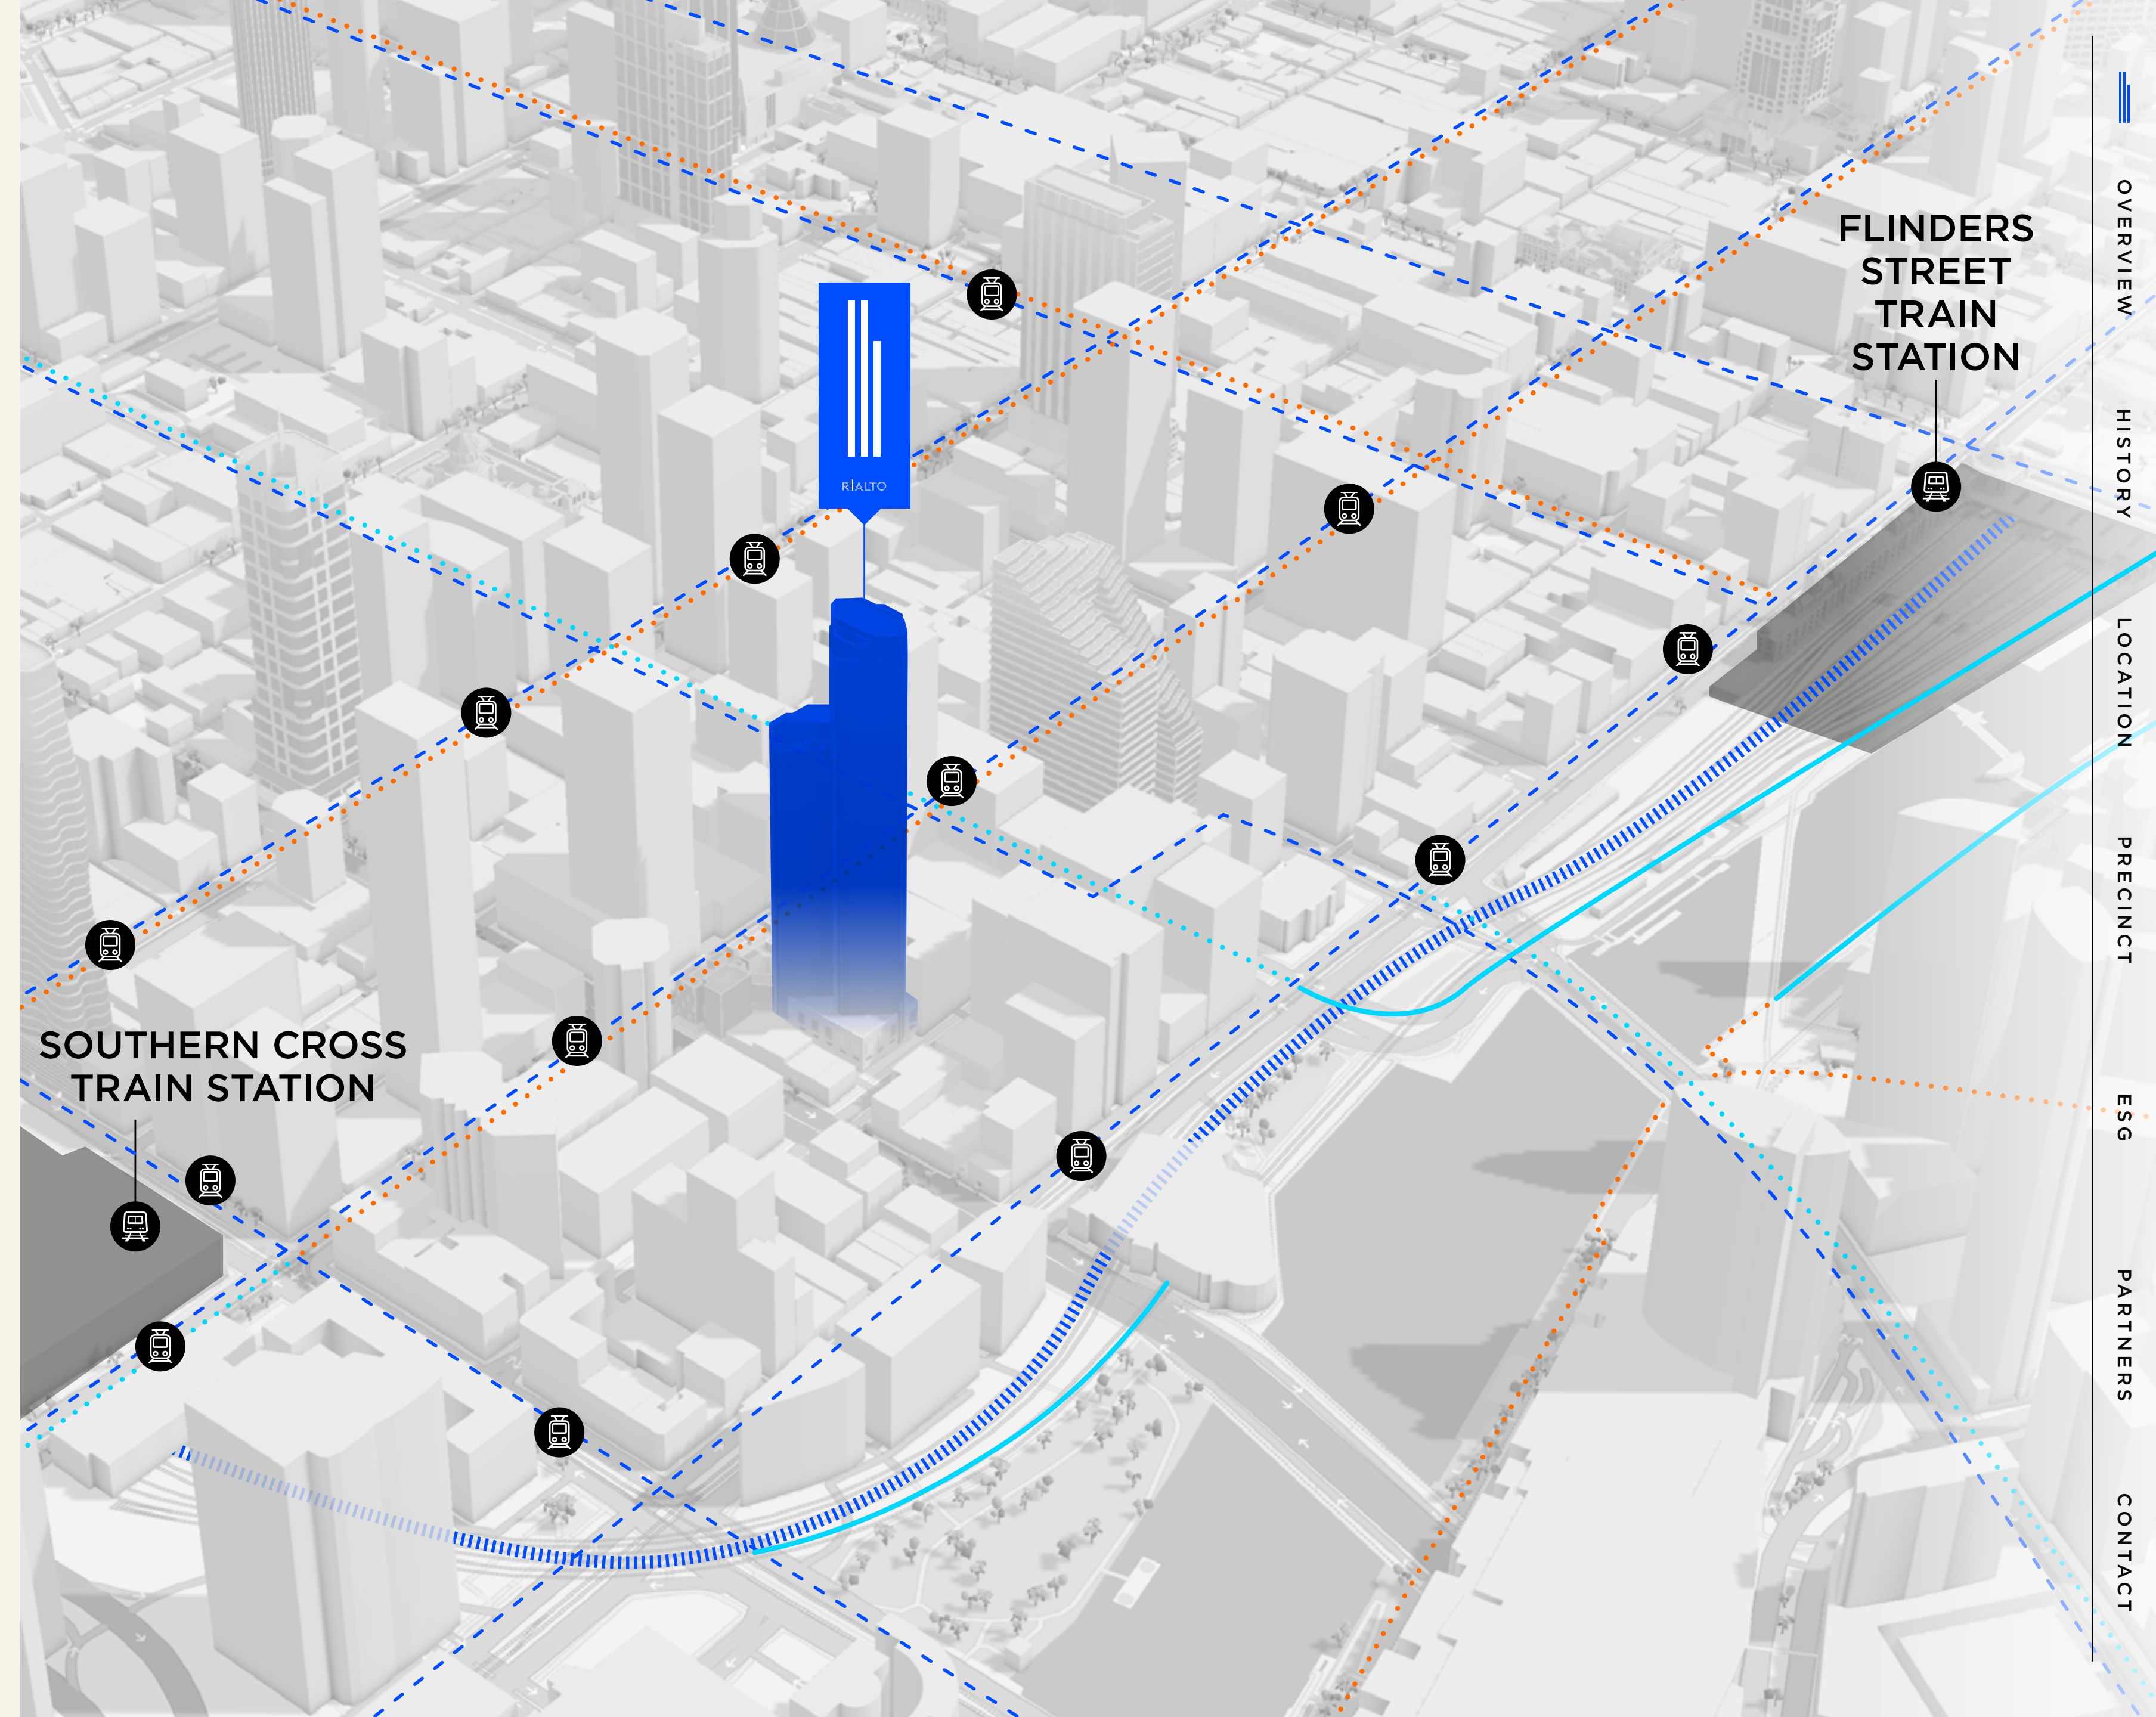 FLINDERS
STREET
TRAIN
STATION
RIALTO
SOUTHERN CROSS
TRAIN STATION
OVERVIEW
HISTORY
LOCATION
PRECINCT
ESG
PARTNERS
CONTACT